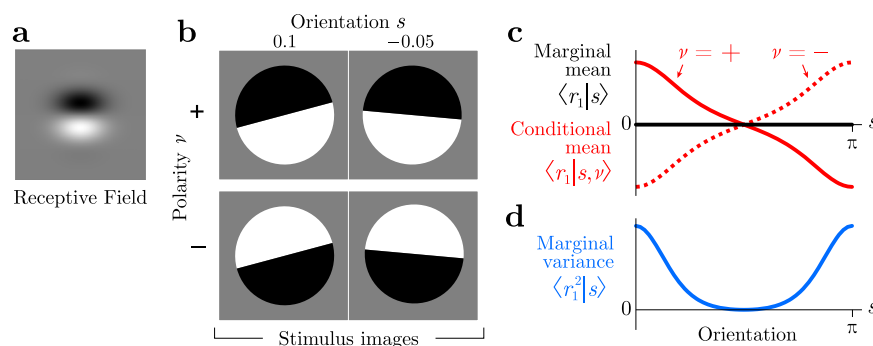 a
Receptive Field
b
Orientation s
0.1
−0.05
Polarity ν
+
−
Stimulus images
c
Marginal
mean
⟨r₁|s⟩
ν = +
ν = −
0
s
π
Conditional
mean
⟨r₁|s, ν⟩
d
Marginal
variance
⟨r₁²|s⟩
0
s
π
Orientation